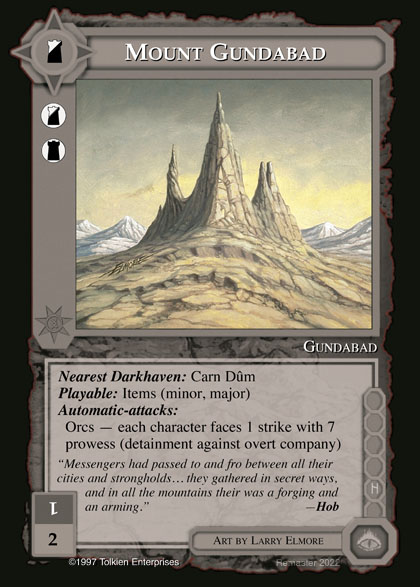 MOUNT GUNDABAD
ELMORE
GUNDABAD
Nearest Darkhaven: Carn Dûm
Playable: Items (minor, major)
Automatic-attacks:
Orcs — each character faces 1 strike with 7
prowess (detainment against overt company)
“Messengers had passed to and fro between all their
cities and strongholds…they gathered in secret ways,
and in all the mountains their was a forging and
an arming.” –Hob
H
1
2
ART BY LARRY ELMORE
©1997 Tolkien Enterprises
Remaster 2022